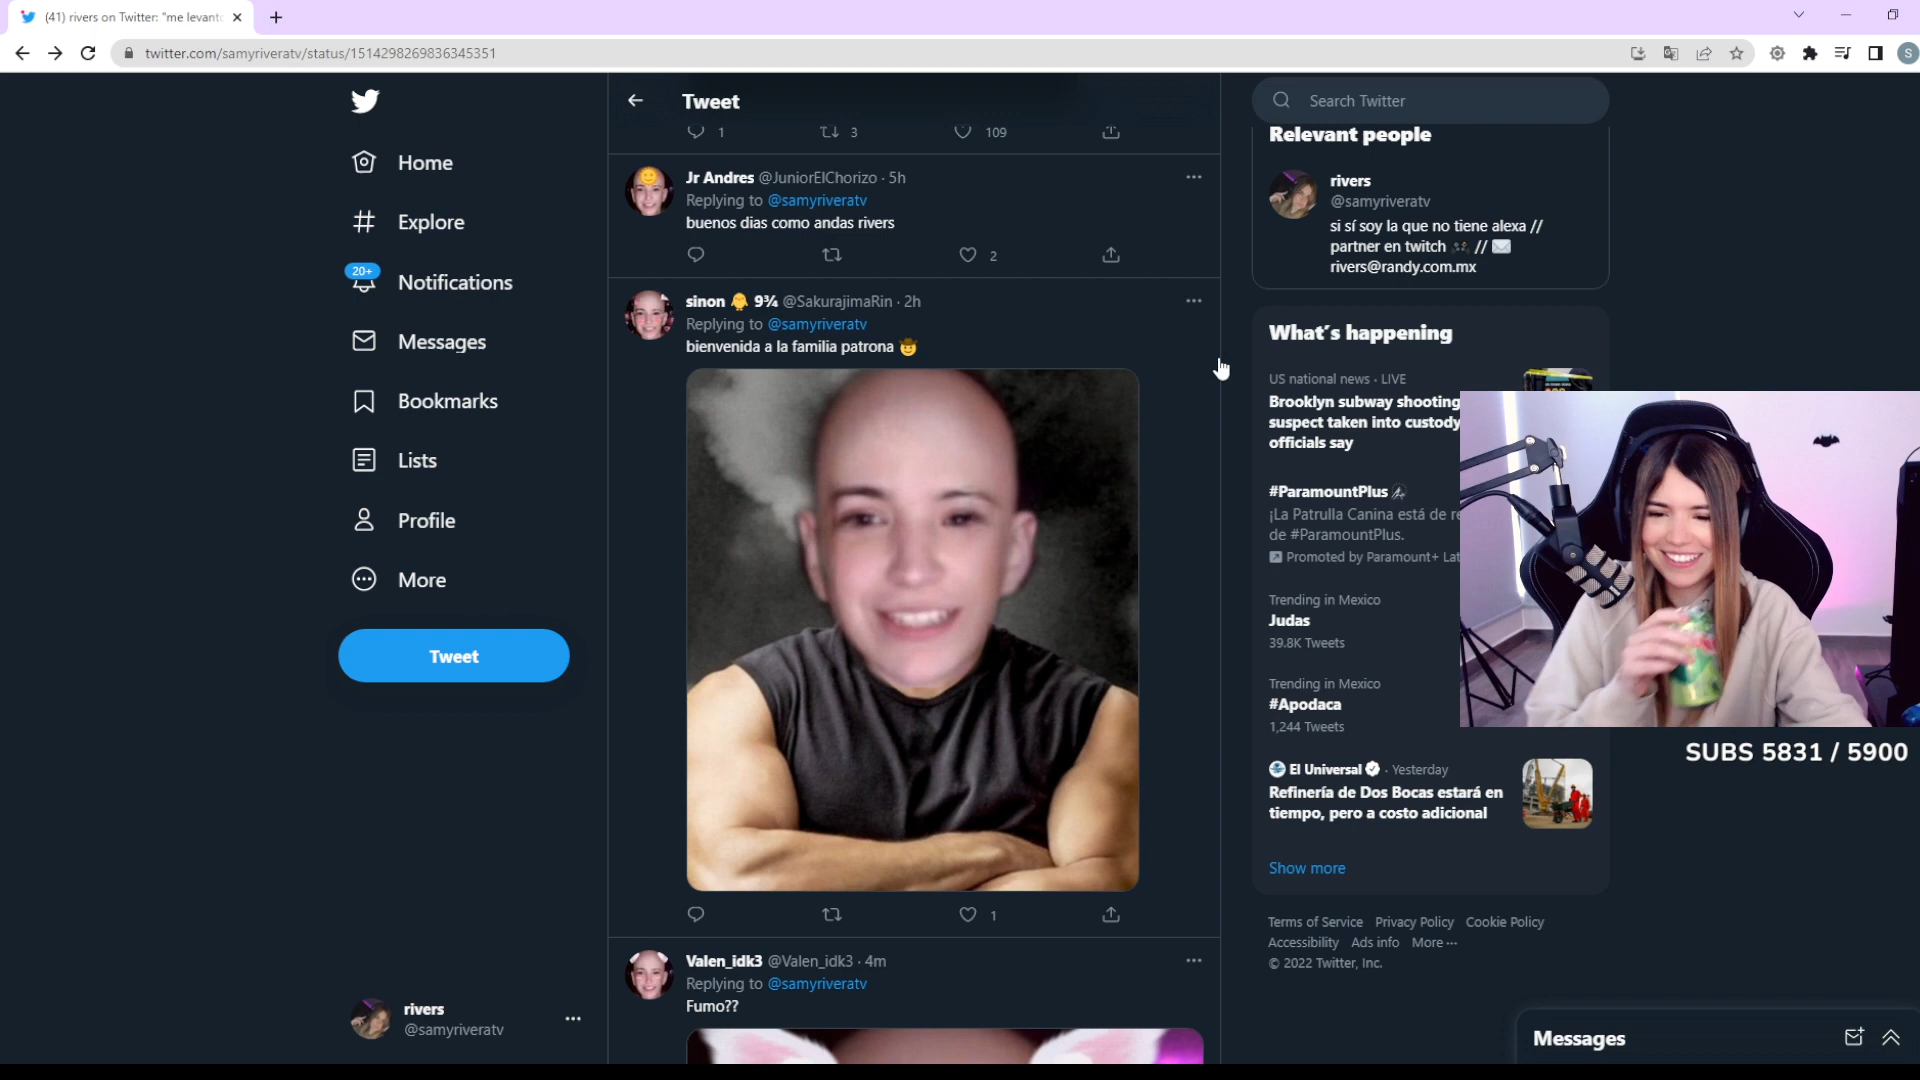 (41) rivers on Twitter: "me levant
twitter.com/samyriveratv/status/1514298269836345351
S
Home
Explore
20+
Notifications
Messages
Bookmarks
Lists
Profile
More
Tweet
rivers
@samyriveratv
Tweet
1 3 109
Jr Andres @JuniorElChorizo · 5h
Replying to @samyriveratv
buenos dias como andas rivers
2
sinon 9¾ @SakurajimaRin · 2h
Replying to @samyriveratv
bienvenida a la familia patrona
1
Valen_idk3 @Valen_idk3 · 4m
Replying to @samyriveratv
Fumo??
Search Twitter
Relevant people
rivers
@samyriveratv
si sí soy la que no tiene alexa //
partner en twitch //
rivers@randy.com.mx
What's happening
US national news · LIVE
Brooklyn subway shooting
suspect taken into custody
officials say
#ParamountPlus
¡La Patrulla Canina está de re
de #ParamountPlus.
Promoted by Paramount+ Lat
Trending in Mexico
Judas
39.8K Tweets
Trending in Mexico
#Apodaca
1,244 Tweets
El Universal · Yesterday
Refinería de Dos Bocas estará en
tiempo, pero a costo adicional
Show more
Terms of Service Privacy Policy Cookie Policy
Accessibility Ads info More ···
© 2022 Twitter, Inc.
SUBS 5831 / 5900
Messages